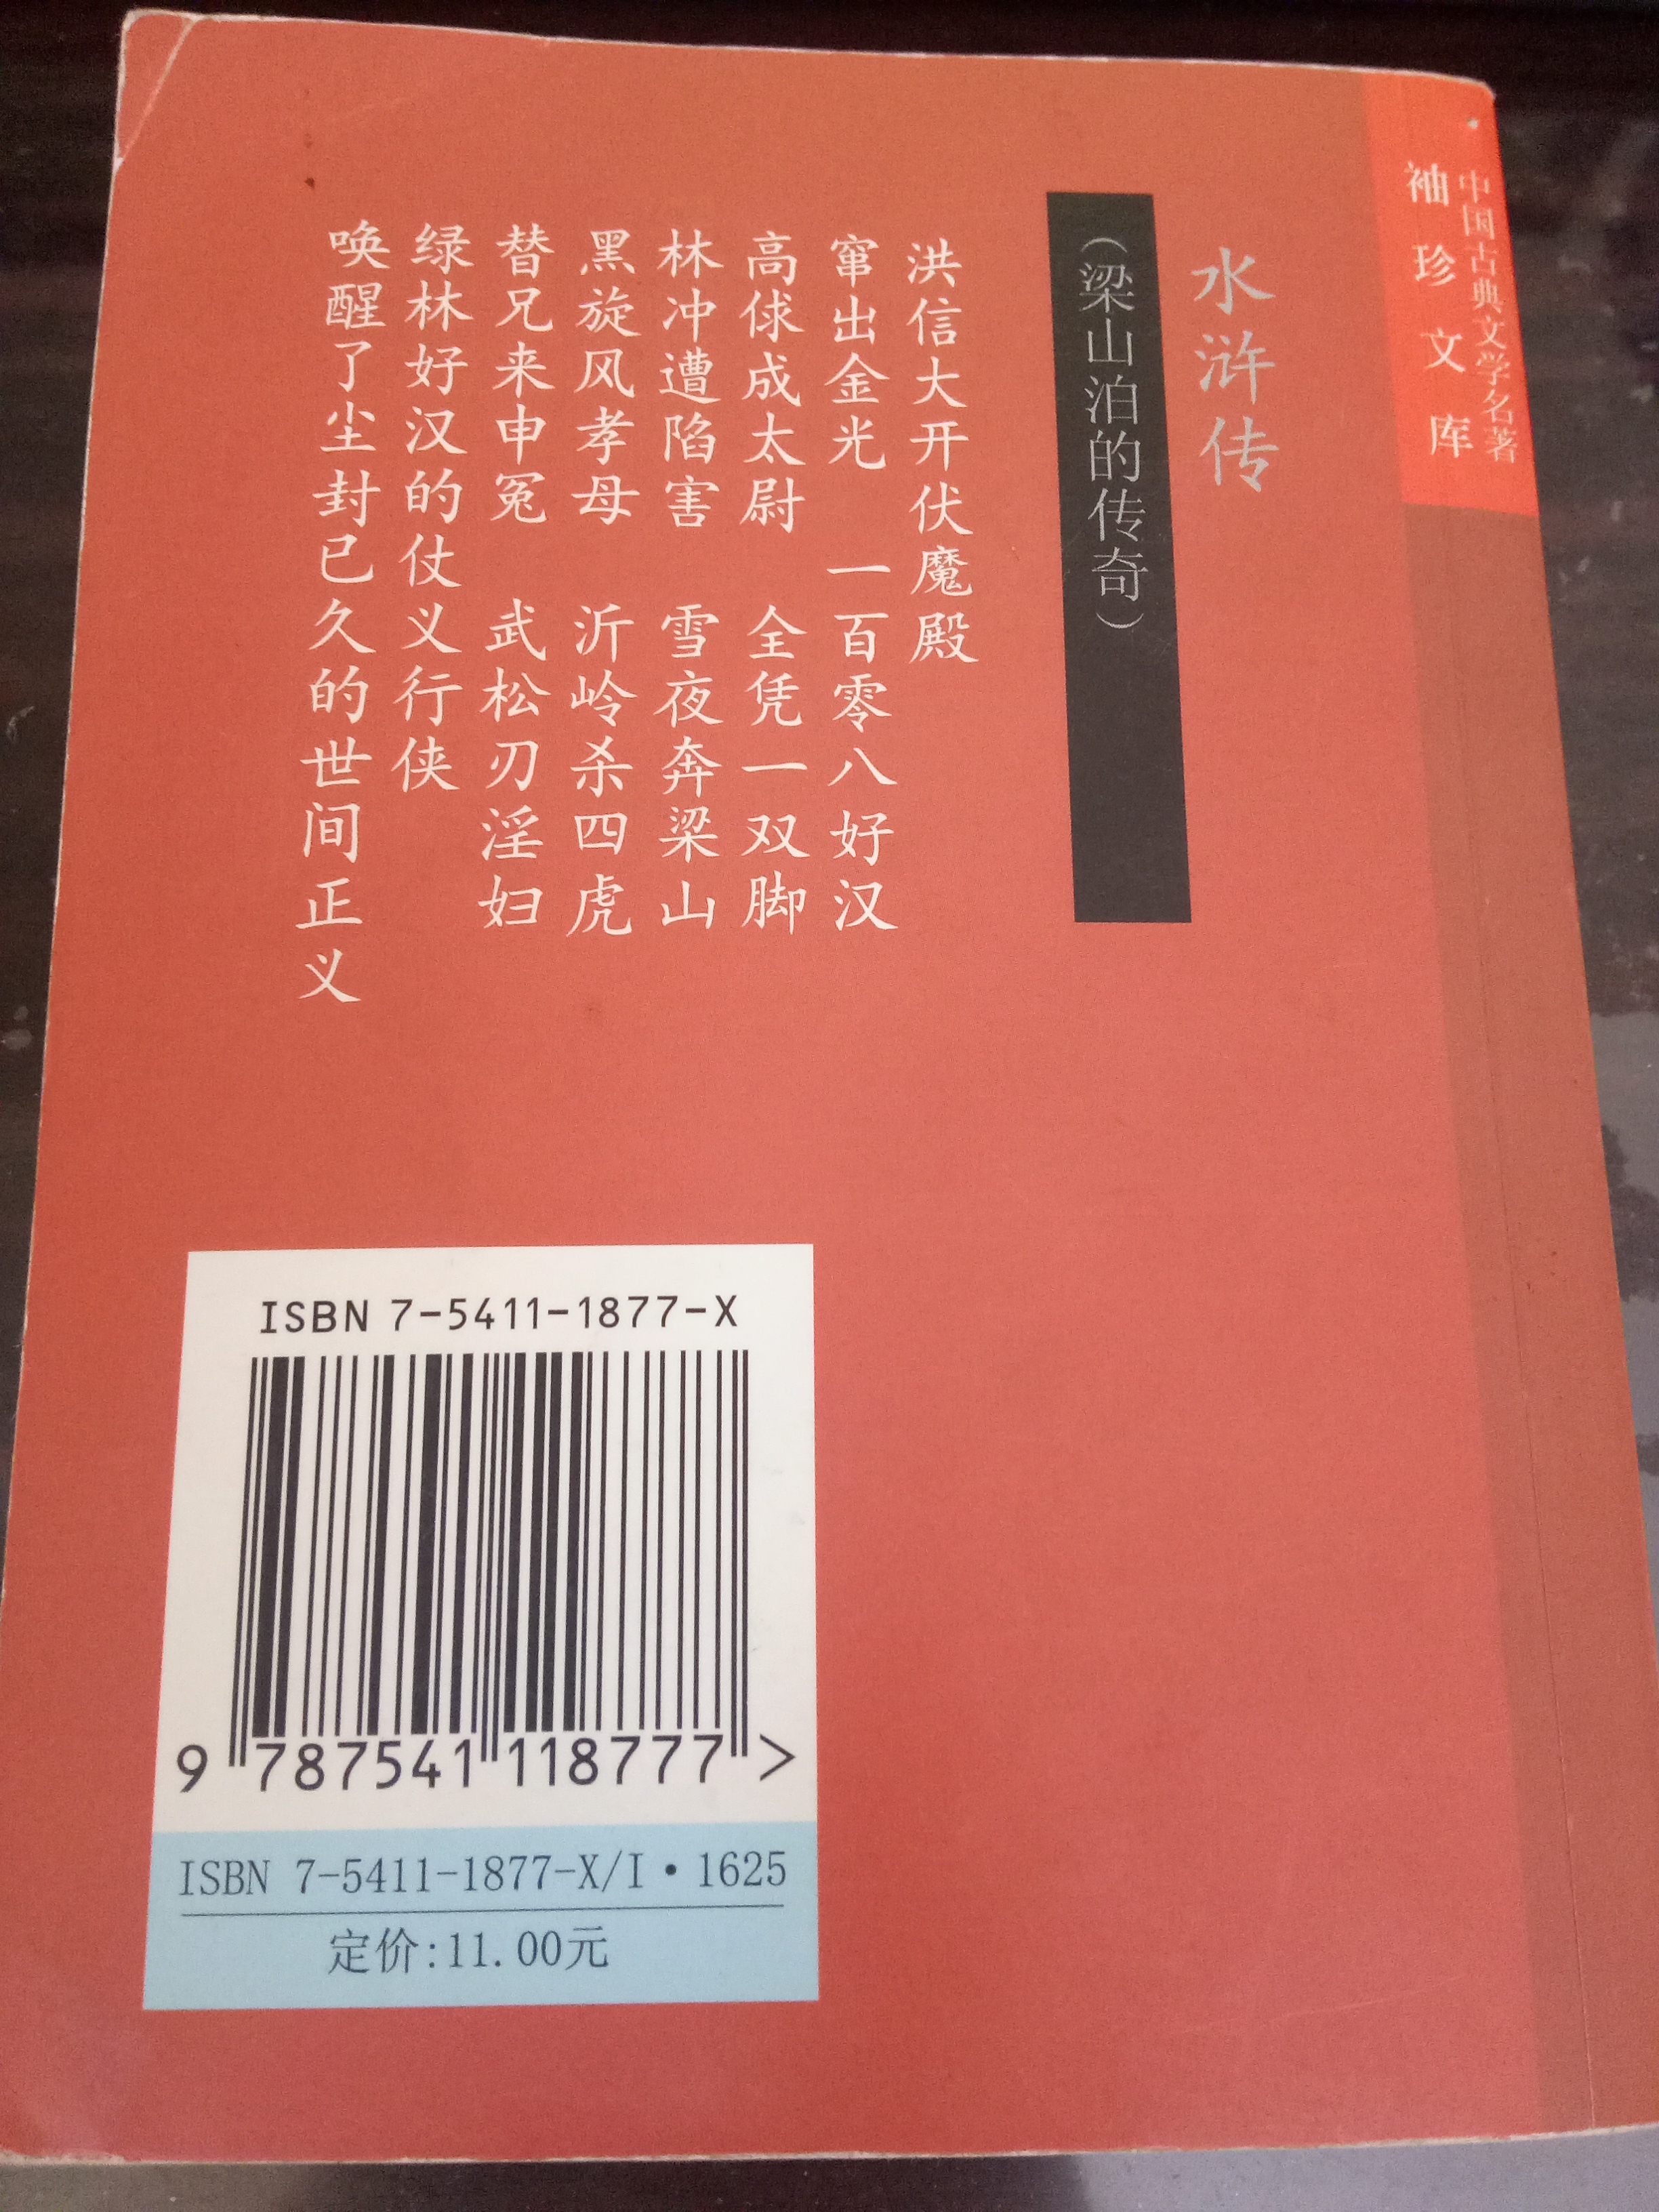 中国古典文学名著
袖珍文库
水浒传
(梁山泊的传奇)
洪信大开伏魔殿
窜出金光 一百零八好汉
高俅成太尉 全凭一双脚
林冲遭陷害 雪夜奔梁山
黑旋风孝母 沂岭杀四虎
替兄来申冤 武松刃淫妇
绿林好汉的仗义行侠
唤醒了尘封已久的世间正义
ISBN 7-5411-1877-X
9 787541 118777 >
ISBN 7-5411-1877-X/I·1625
定价:11.00元